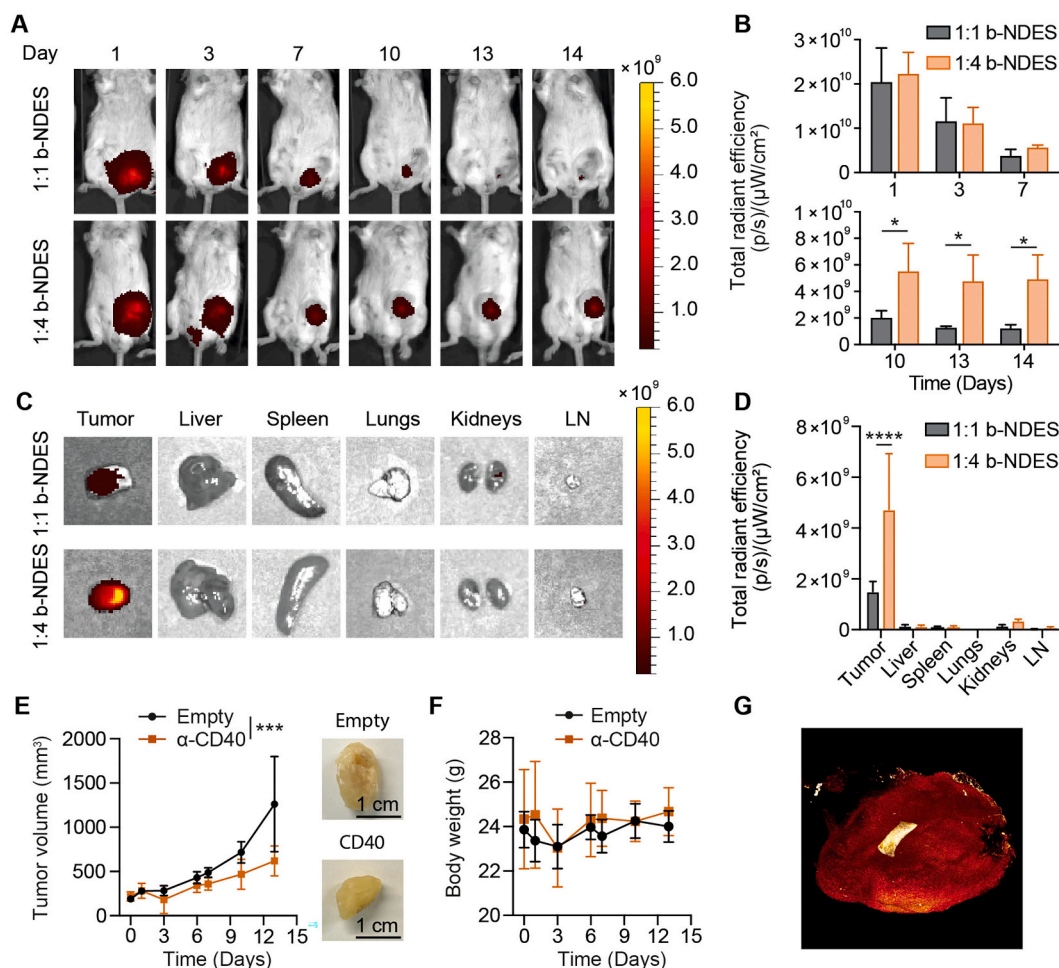 A
Day 1 3 7 10 13 14
1:1 b-NDES
1:4 b-NDES
× 10⁹
6.0
5.0
4.0
3.0
2.0
1.0
B
1:1 b-NDES
1:4 b-NDES
Total radiant efficiency
(p/s)/(μW/cm²)
3× 10¹⁰
2× 10¹⁰
1× 10¹⁰
0
1 3 7
8× 10⁹
6× 10⁹
4× 10⁹
2× 10⁹
0
* * *
10 13 14
Time (Days)
C
Tumor Liver Spleen Lungs Kidneys LN
1:1 b-NDES
1:4 b-NDES
× 10⁹
6.0
5.0
4.0
3.0
2.0
1.0
D
1:1 b-NDES
1:4 b-NDES
Total radiant efficiency
(p/s)/(μW/cm²)
8× 10⁹
6× 10⁹
4× 10⁹
2× 10⁹
0
****
Tumor Liver Spleen Lungs Kidneys LN
E
Empty
α-CD40
***
Tumor volume (mm³)
2000
1500
1000
500
0
0 3 6 9 12 15
Time (Days)
Empty
1 cm
CD40
1 cm
F
Empty
α-CD40
Body weight (g)
28
26
24
22
20
0 3 6 9 12 15
Time (Days)
G